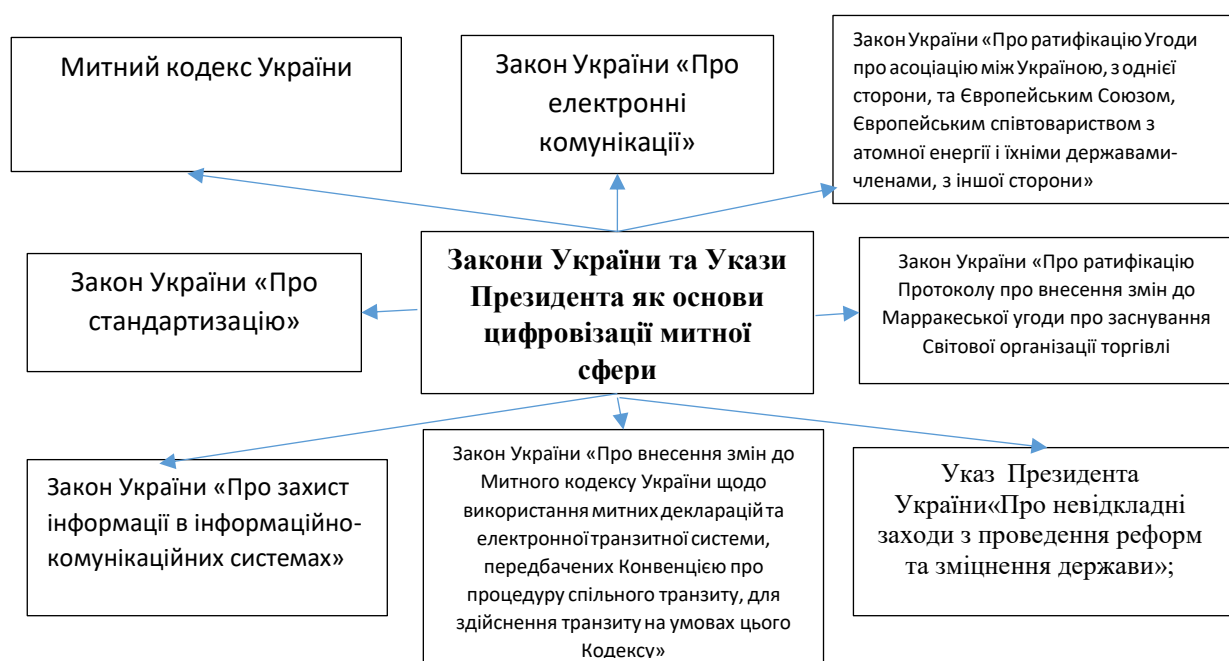 Митний кодекс України
Закон України «Про
електронні
комунікації»
Закон України «Про ратифікацію Угоди
про асоціацію між Україною, з однієї
сторони, та Європейським Союзом,
Європейським співтовариством з
атомної енергії і їхніми державами-
членами, з іншої сторони»
Закон України «Про
стандартизацію»
Закони України та Укази
Президента як основи
цифровізації митної
сфери
Закон України «Про ратифікацію
Протоколу про внесення змін до
Марракеської угоди про заснування
Світової організації торгівлі
Закон України «Про захист
інформації в інформаційно-
комунікаційних системах»
Закон України «Про внесення змін до
Митного кодексу України щодо
використання митних декларацій та
електронної транзитної системи,
передбачених Конвенцією про
процедуру спільного транзиту, для
здійснення транзиту на умовах цього
Кодексу»
Указ Президента
України«Про невідкладні
заходи з проведення реформ
та зміцнення держави»;